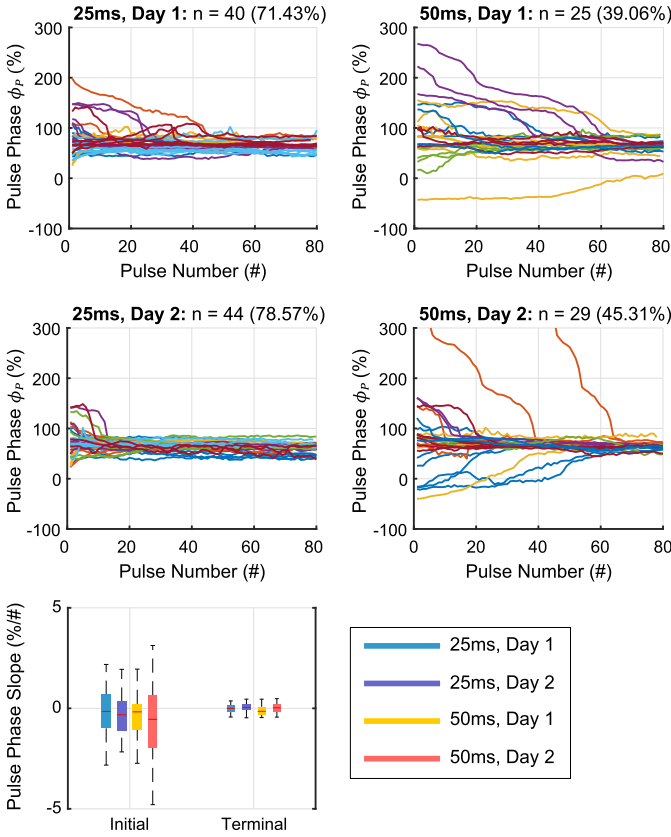 25ms, Day 1: n = 40 (71.43%)
300
200
100
0
-100
Pulse Phase ϕP (%)
0 20 40 60 80
Pulse Number (#)
50ms, Day 1: n = 25 (39.06%)
300
200
100
0
-100
Pulse Phase ϕP (%)
0 20 40 60 80
Pulse Number (#)
25ms, Day 2: n = 44 (78.57%)
300
200
100
0
-100
Pulse Phase ϕP (%)
0 20 40 60 80
Pulse Number (#)
50ms, Day 2: n = 29 (45.31%)
300
200
100
0
-100
Pulse Phase ϕP (%)
0 20 40 60 80
Pulse Number (#)
5
0
-5
Pulse Phase Slope (%/#)
Initial Terminal
25ms, Day 1
25ms, Day 2
50ms, Day 1
50ms, Day 2